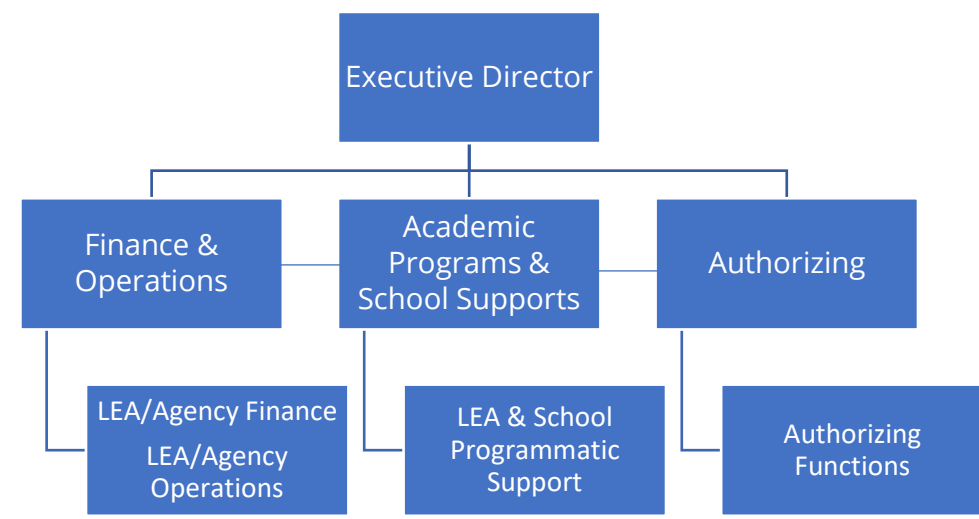 Executive Director
Finance &
Operations
Academic
Programs &
School Supports
Authorizing
LEA/Agency Finance
LEA/Agency
Operations
LEA & School
Programmatic
Support
Authorizing
Functions